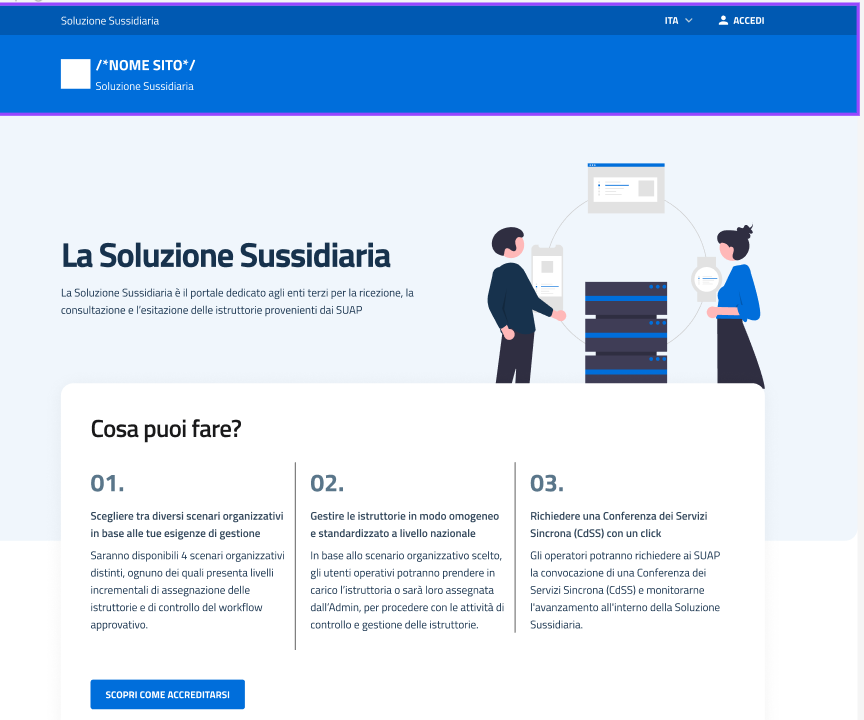 Soluzione Sussidiaria
ITA
ACCEDI
/*NOME SITO*/
Soluzione Sussidiaria
La Soluzione Sussidiaria
La Soluzione Sussidiaria è il portale dedicato agli enti terzi per la ricezione, la
consultazione e l'esitazione delle istruttorie provenienti dai SUAP
Cosa puoi fare?
01.
Scegliere tra diversi scenari organizzativi
in base alle tue esigenze di gestione
Saranno disponibili 4 scenari organizzativi
distinti, ognuno dei quali presenta livelli
incrementali di assegnazione delle
istruttorie e di controllo del workflow
approvativo.
02.
Gestire le istruttorie in modo omogeneo
e standardizzato a livello nazionale
In base allo scenario organizzativo scelto,
gli utenti operativi potranno prendere in
carico l'istruttoria o sarà loro assegnata
dall'Admin, per procedere con le attività di
controllo e gestione delle istruttorie.
03.
Richiedere una Conferenza dei Servizi
Sincrona (CdSS) con un click
Gli operatori potranno richiedere ai SUAP
la convocazione di una Conferenza dei
Servizi Sincrona (CdSS) e monitorarne
l'avanzamento all'interno della Soluzione
Sussidiaria.
SCOPRI COME ACCREDITARSI